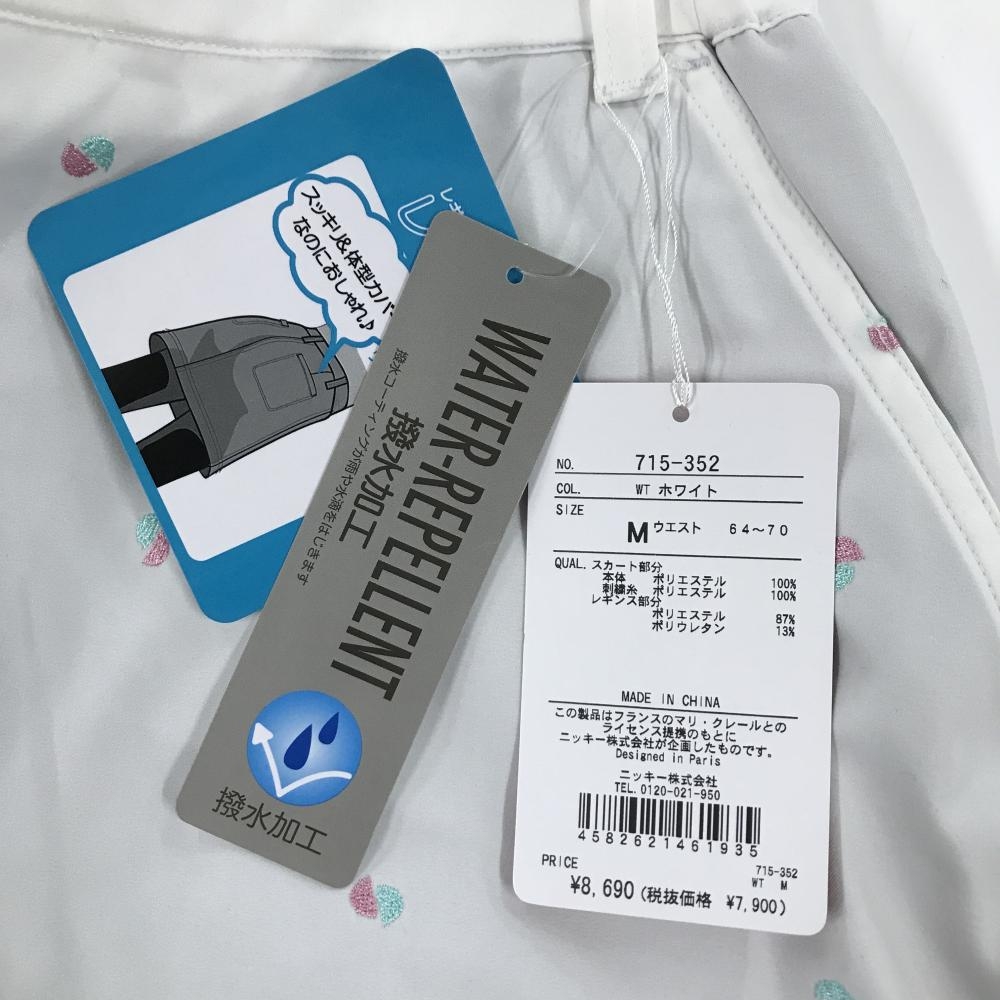 スッキリ&体型カバー
なのにおしゃれ♪
WATER-REPELLENT
撥水加工
撥水コーティングが雨や水滴をはじきます
撥水加工
NO. 715-352
COL. WT ホワイト
SIZE
M ウエスト 64～70
QUAL. スカート部分
本体 ポリエステル 100%
刺繍糸 ポリエステル 100%
レギンス部分
ポリエステル 87%
ポリウレタン 13%
MADE IN CHINA
この製品はフランスのマリ・クレールとの
ライセンス提携のもとに
ニッキー株式会社が企画したものです。
Designed in Paris
ニッキー株式会社
TEL. 0120-021-950
4582621461935
PRICE
715-352
WT M
¥8,690 (税抜価格 ¥7,900)